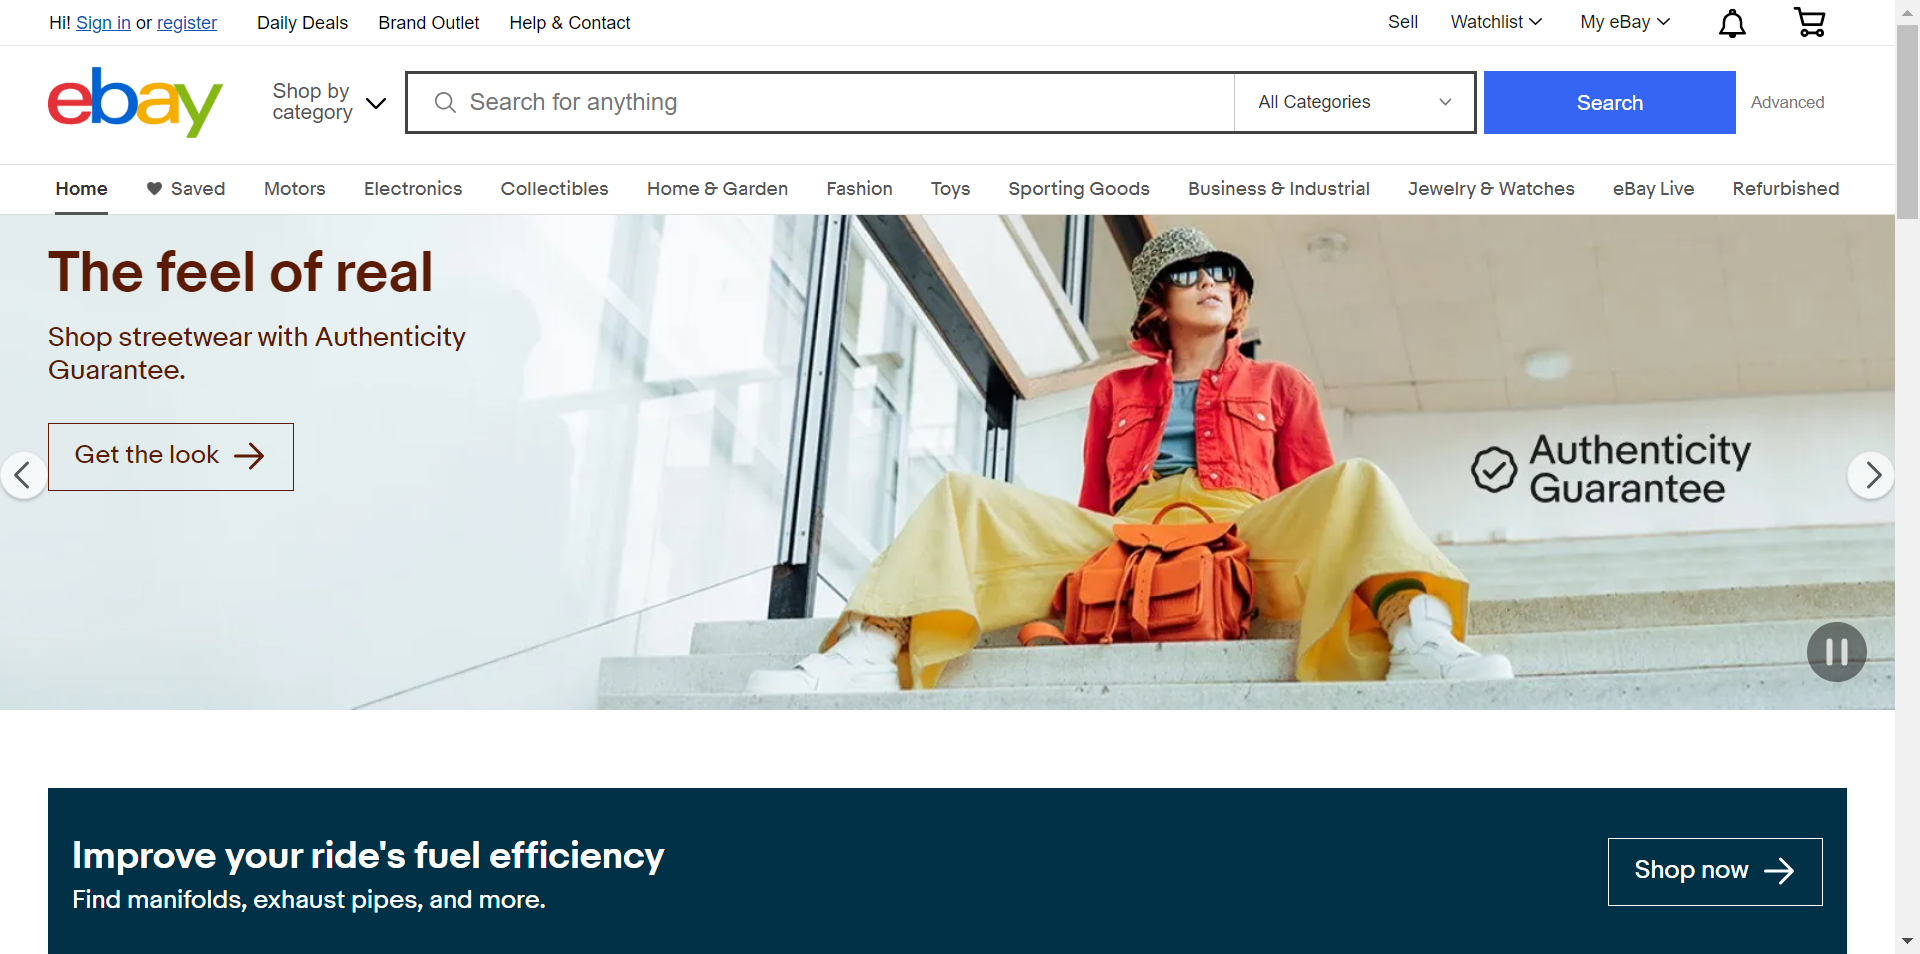 Hi! Sign in or register Daily Deals Brand Outlet Help & Contact Sell Watchlist My eBay
ebay
Shop by
category
Search for anything
All Categories
Search
Advanced
Home Saved Motors Electronics Collectibles Home & Garden Fashion Toys Sporting Goods Business & Industrial Jewelry & Watches eBay Live Refurbished
The feel of real
Shop streetwear with Authenticity
Guarantee.
Get the look
Authenticity
Guarantee
Improve your ride's fuel efficiency
Find manifolds, exhaust pipes, and more.
Shop now